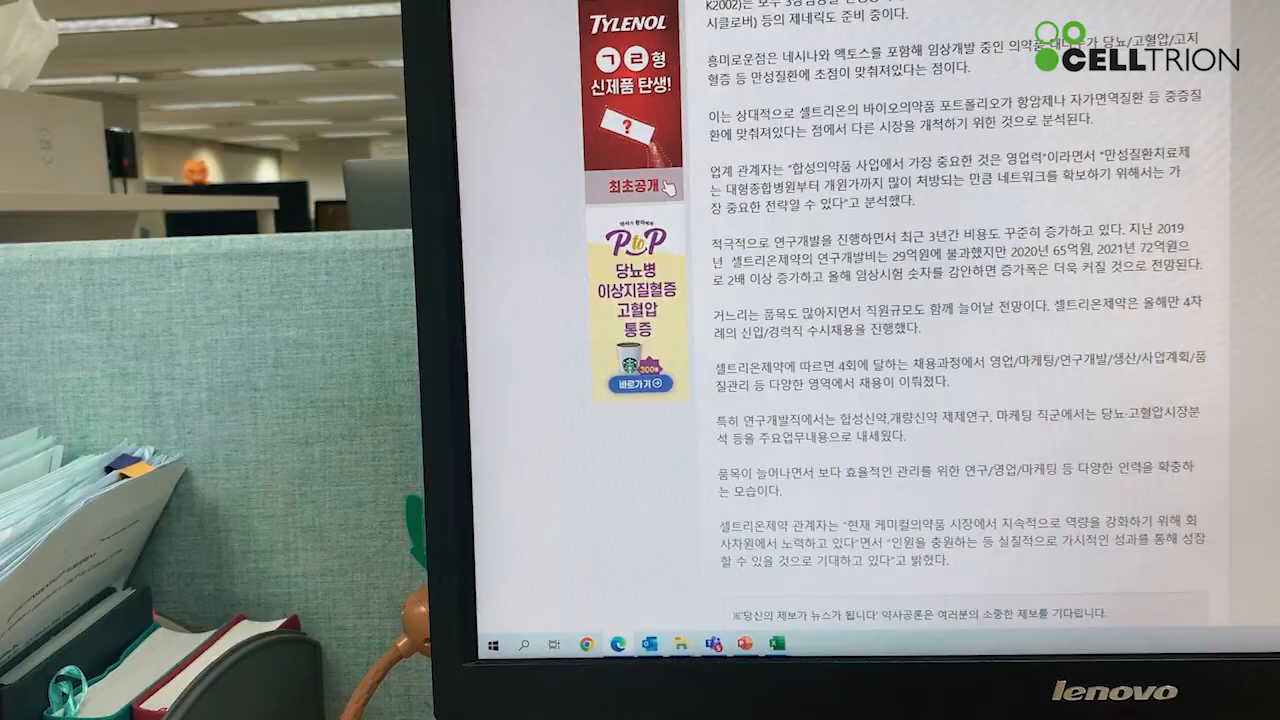 TYLENOL
ㄱㄹ형
신제품 탄생!
?
최초공개
PtoP
당뇨병
이상지질혈증
고혈압
통증
바로가기
K2002)는 모두 3상
시클로버) 등의 제네릭도 준비 중이다.
흥미로운점은 네시나와 액토스를 포함해 임상개발 중인 의약품 대다수가 당뇨/고혈압/고지
혈증 등 만성질환에 초점이 맞춰져있다는 점이다.
이는 상대적으로 셀트리온의 바이오의약품 포트폴리오가 항암제나 자가면역질환 등 중증질
환에 맞춰져있다는 점에서 다른 시장을 개척하기 위한 것으로 분석된다.
업계 관계자는 "합성의약품 사업에서 가장 중요한 것은 영업력"이라면서 "만성질환치료제
는 대형종합병원부터 개원가까지 많이 처방되는 만큼 네트워크를 확보하기 위해서는 가
장 중요한 전략일 수 있다"고 분석했다.
적극적으로 연구개발을 진행하면서 최근 3년간 비용도 꾸준히 증가하고 있다. 지난 2019
년 셀트리온제약의 연구개발비는 29억원에 불과했지만 2020년 65억원, 2021년 72억원으
로 2배 이상 증가하고 올해 임상시험 숫자를 감안하면 증가폭은 더욱 커질 것으로 전망된다.
거느리는 품목도 많아지면서 직원규모도 함께 늘어날 전망이다. 셀트리온제약은 올해만 4차
례의 신입/경력직 수시채용을 진행했다.
셀트리온제약에 따르면 4회에 달하는 채용과정에서 영업/마케팅/연구개발/생산/사업계획/품
질관리 등 다양한 영역에서 채용이 이뤄졌다.
특히 연구개발직에서는 합성신약,개량신약 제제연구, 마케팅 직군에서는 당뇨·고혈압시장분
석 등을 주요업무내용으로 내세웠다.
품목이 늘어나면서 보다 효율적인 관리를 위한 연구/영업/마케팅 등 다양한 인력을 확충하
는 모습이다.
셀트리온제약 관계자는 "현재 케미컬의약품 시장에서 지속적으로 역량을 강화하기 위해 회
사차원에서 노력하고 있다"면서 "인원을 충원하는 등 실질적으로 가시적인 성과를 통해 성장
할 수 있을 것으로 기대하고 있다"고 밝혔다.
※'당신의 제보가 뉴스가 됩니다' 약사공론은 여러분의 소중한 제보를 기다립니다.
lenovo
CELLTRION